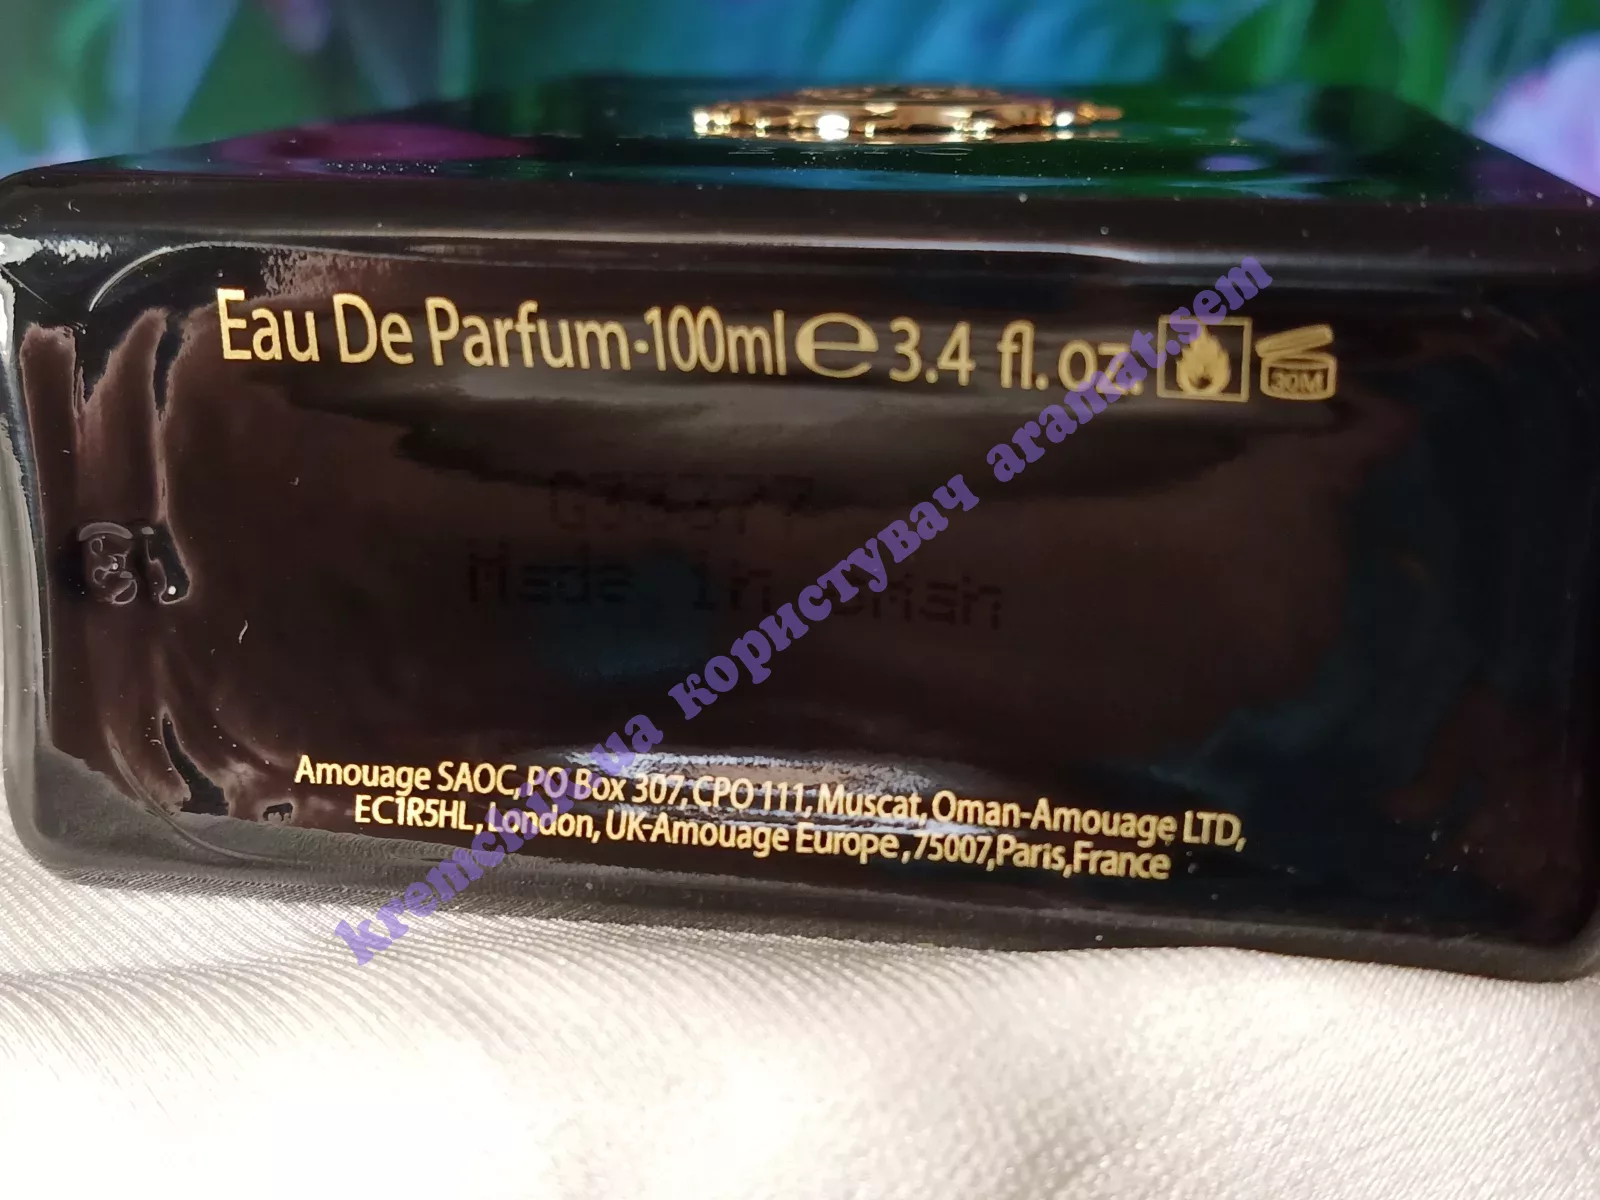 Eau De Parfum·100ml ℮ 3.4 fl. oz.
30M
Made in Oman
Amouage SAOC, PO Box 307, CPO 111, Muscat, Oman-Amouage LTD,
EC1R5HL, London, UK-Amouage Europe, 75007, Paris, France
користувач aramat.sem